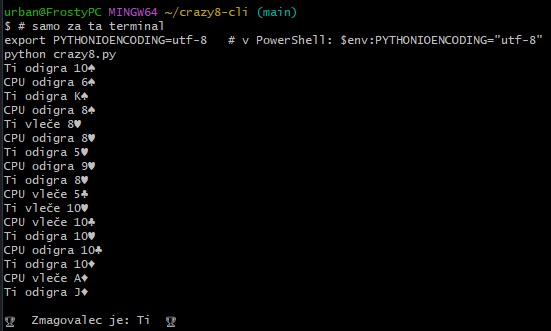 urban@FrostyPC MINGW64 ~/crazy8-cli (main)
$ # samo za ta terminal
export PYTHONIOENCODING=utf-8   # v PowerShell: $env:PYTHONIOENCODING="utf-8"
python crazy8.py
Ti odigra 10♠
CPU odigra 6♠
Ti odigra K♠
CPU odigra 8♠
Ti vleče 8♥
CPU odigra 8♥
Ti odigra 5♥
CPU odigra 9♥
Ti odigra 8♥
CPU vleče 5♣
Ti vleče 10♥
CPU vleče 10♣
Ti odigra 10♥
CPU odigra 10♣
Ti odigra 10♦
CPU vleče A♦
Ti odigra J♦
🏆 Zmagovalec je: Ti 🏆